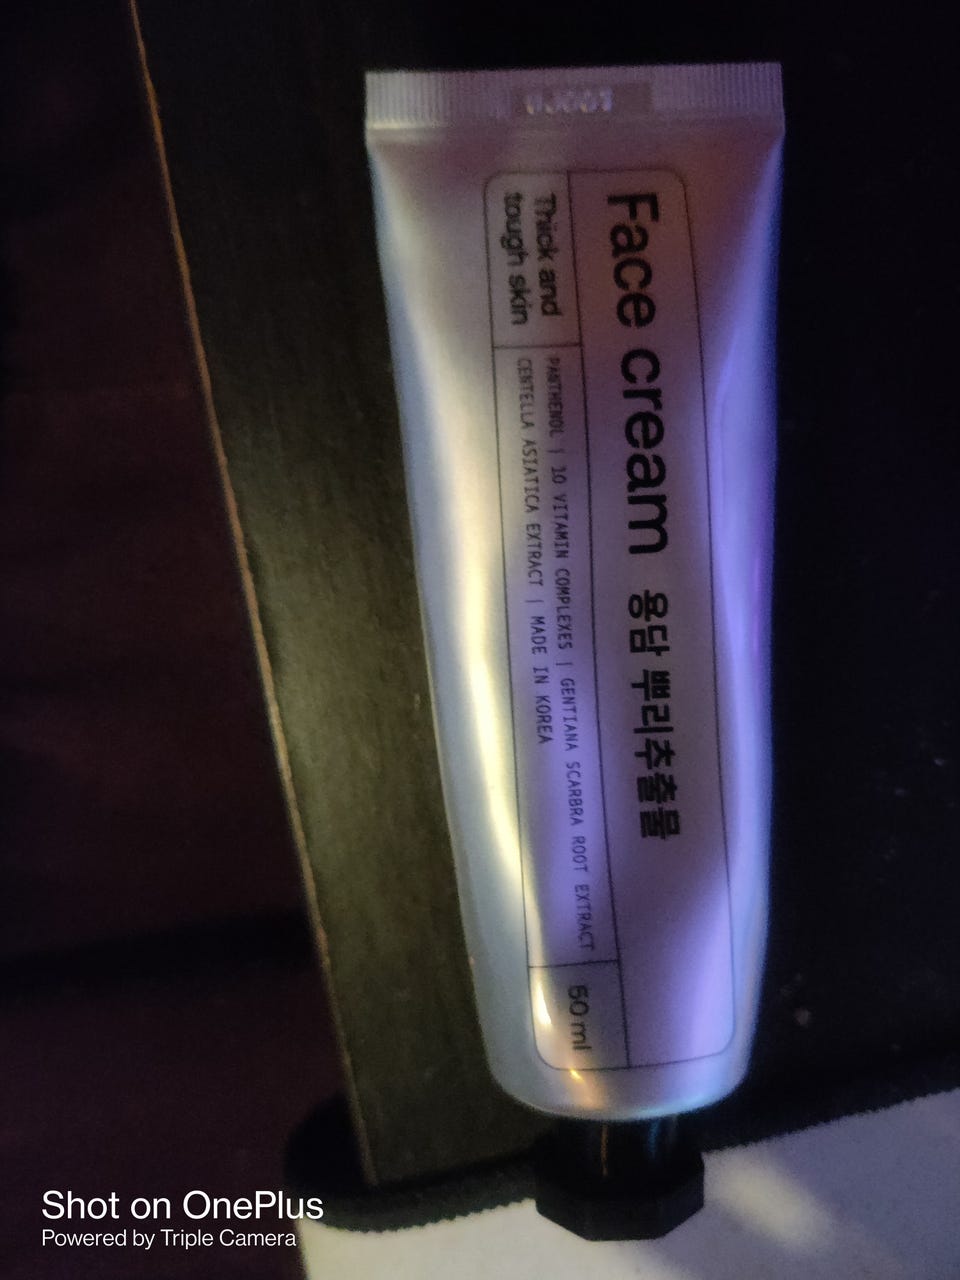 Face cream 용담 뿌리추출물
Thick and
tough skin
PANTHENOL | 10 VITAMIN COMPLEXES | GENTIANA SCARBRA ROOT EXTRACT
CENTELLA ASIATICA EXTRACT | MADE IN KOREA
50 ml
Shot on OnePlus
Powered by Triple Camera